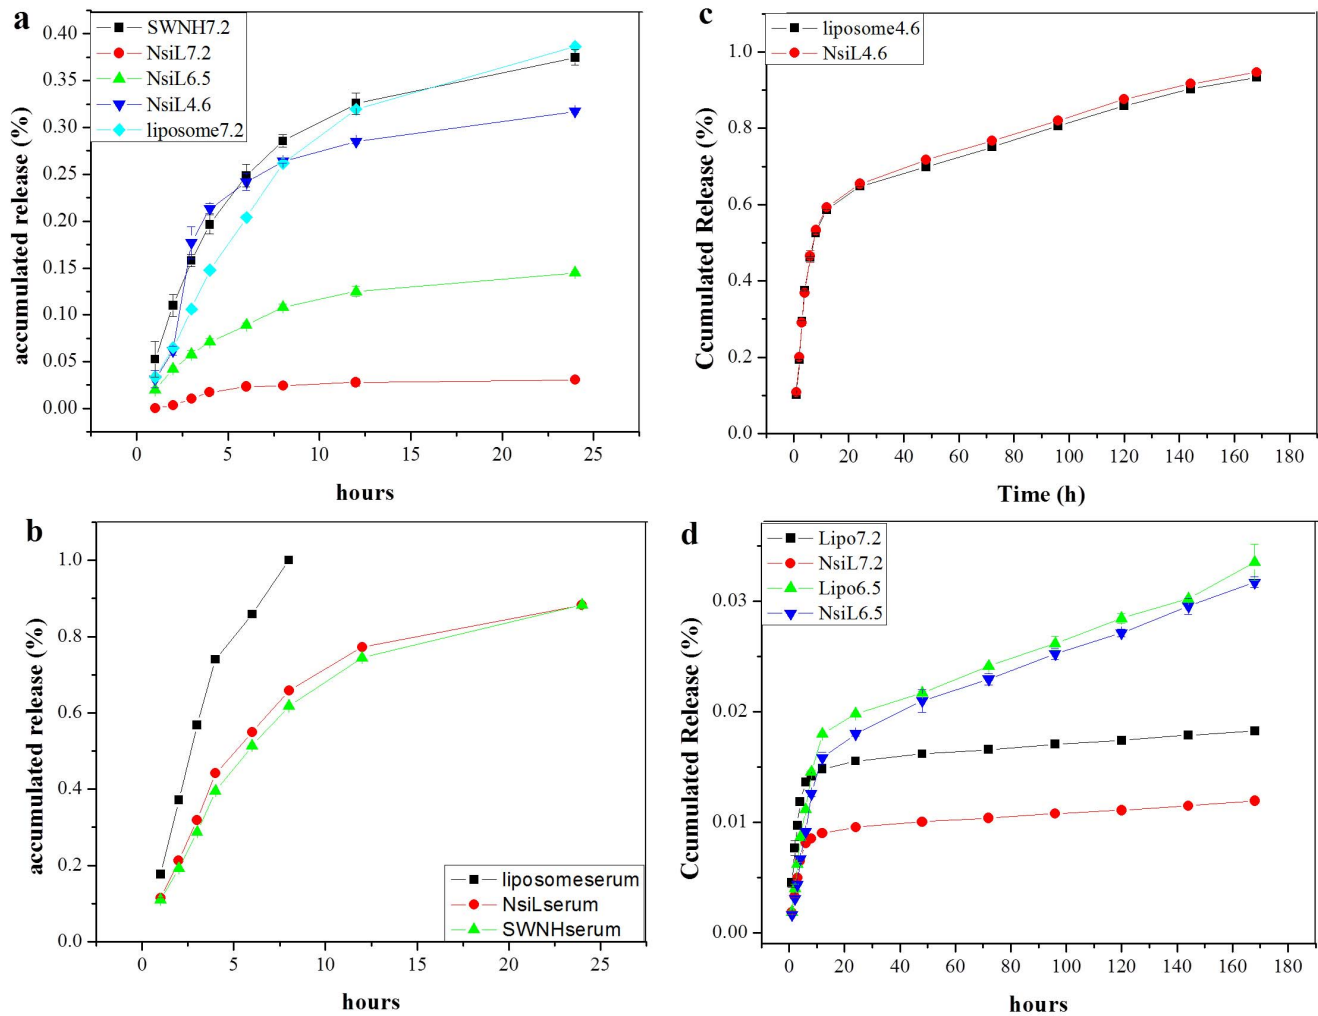 a
SWNH7.2
NsiL7.2
NsiL6.5
NsiL4.6
liposome7.2
0.40
0.35
0.30
0.25
0.20
0.15
0.10
0.05
0.00
accumulated release (%)
0 5 10 15 20 25
hours
c
liposome4.6
NsiL4.6
1.0
0.8
0.6
0.4
0.2
0.0
Ccumulated Release (%)
0 20 40 60 80 100 120 140 160 180
Time (h)
b
1.0
0.8
0.6
0.4
0.2
0.0
accumulated release (%)
liposomeserum
NsiLserum
SWNHserum
0 5 10 15 20 25
hours
d
Lipo7.2
NsiL7.2
Lipo6.5
NsiL6.5
0.03
0.02
0.01
0.00
Ccumulated Release (%)
0 20 40 60 80 100 120 140 160 180
hours